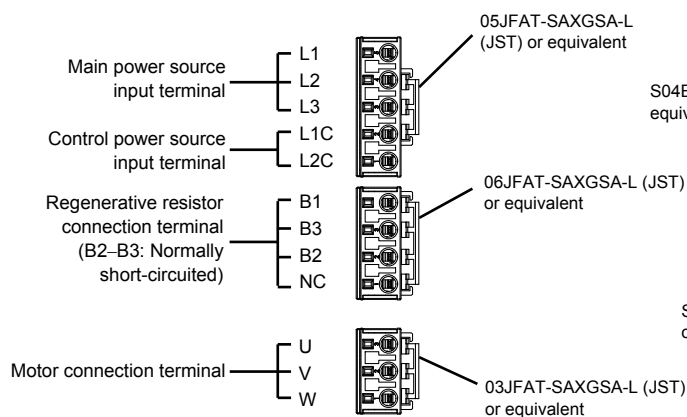 05JFAT-SAXGSA-L
(JST) or equivalent
Main power source
input terminal
L1
L2
L3
Control power source
input terminal
L1C
L2C
S04B
equiv
06JFAT-SAXGSA-L (JST)
or equivalent
Regenerative resistor
connection terminal
(B2–B3: Normally
short-circuited)
B1
B3
B2
NC
S
Motor connection terminal
U
V
W
03JFAT-SAXGSA-L (JST)
or equivalent